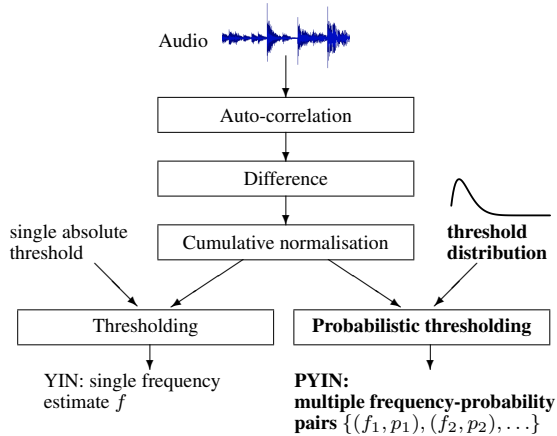 Audio
Auto-correlation
Difference
Cumulative normalisation
single absolute
threshold
threshold
distribution
Thresholding
Probabilistic thresholding
YIN: single frequency
estimate f
PYIN:
multiple frequency-probability
pairs {(f₁, p₁), (f₂, p₂), . . .}